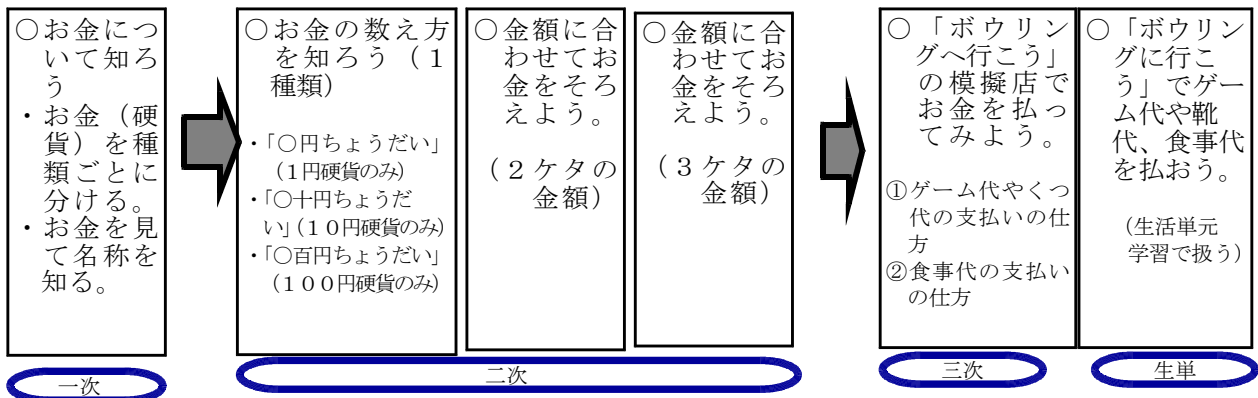 ○お金につ
いて知ろ
う
・お金（硬
貨）を種
類ごとに
分ける。
・お金を見
て名称を
知る。
○お金の数え方
を知ろう（１
種類）
・「○円ちょうだい」
（１円硬貨のみ）
・「○十円ちょうだ
い」（１０円硬貨のみ）
・「○百円ちょうだい」
（１００円硬貨のみ）
○金額に合
わせてお
金をそろ
えよう。
（２ケタの
金額）
○金額に合
わせてお
金をそろ
えよう。
（３ケタの
金額）
○「ボウリン
グへ行こう」
の模擬店で
お金を払っ
てみよう。
①ゲーム代やくつ
代の支払いの仕
方
②食事代の支払い
の仕方
○「ボウリン
グに行こ
う」でゲー
ム代や靴
代、食事代
を払おう。
（生活単元
学習で扱う）
一次
二次
三次
生単